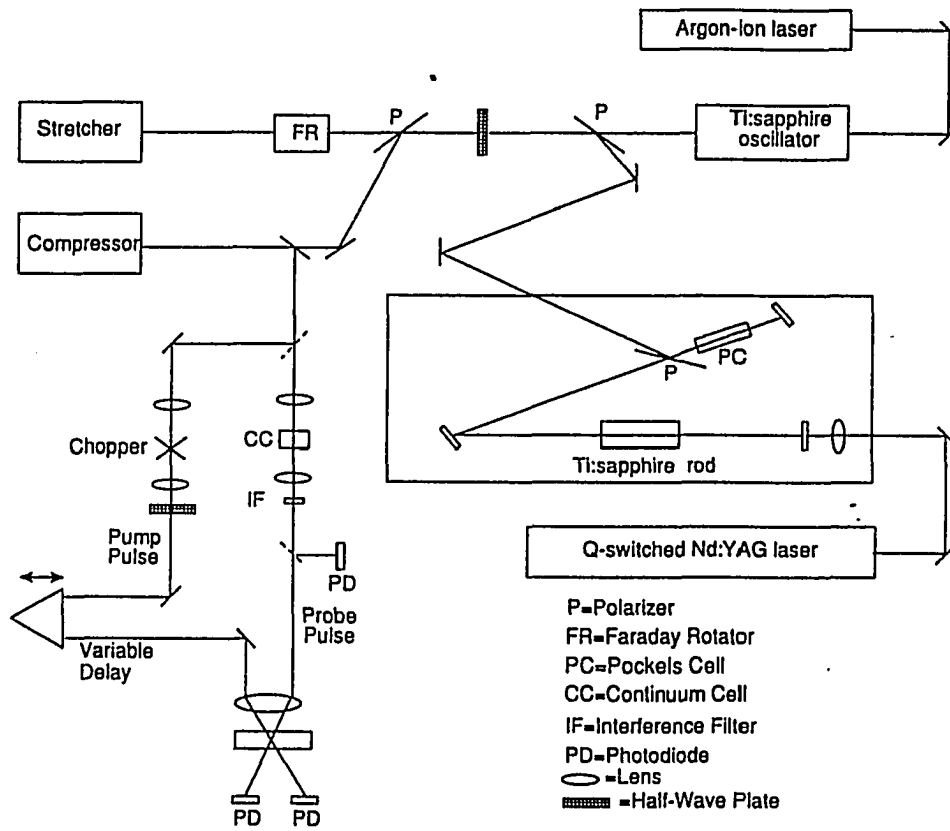 Argon-Ion laser
Stretcher
FR
P
P
Ti:sapphire
oscillator
Compressor
PC
P
Chopper
CC
Ti:sapphire rod
IF
Pump
Pulse
Q-switched Nd:YAG laser
PD
Probe
Pulse
Variable
Delay
P=Polarizer
FR=Faraday Rotator
PC=Pockels Cell
CC=Continuum Cell
IF=Interference Filter
PD=Photodiode
=Lens
=Half-Wave Plate
PD
PD